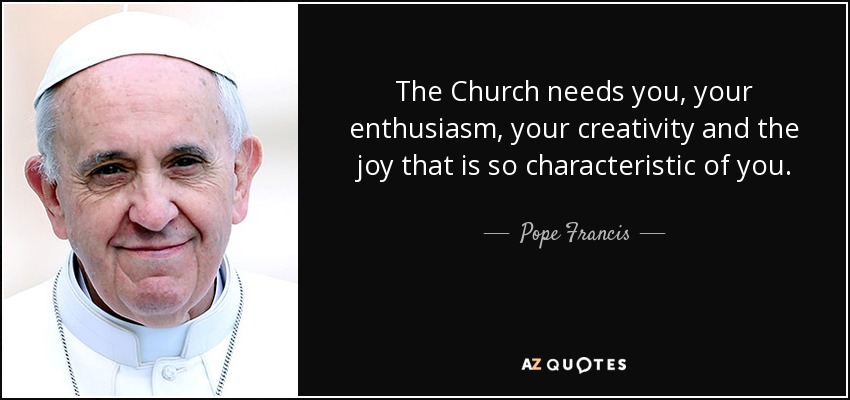 The Church needs you, your
enthusiasm, your creativity and the
joy that is so characteristic of you.
Pope Francis
AZ QUOTES